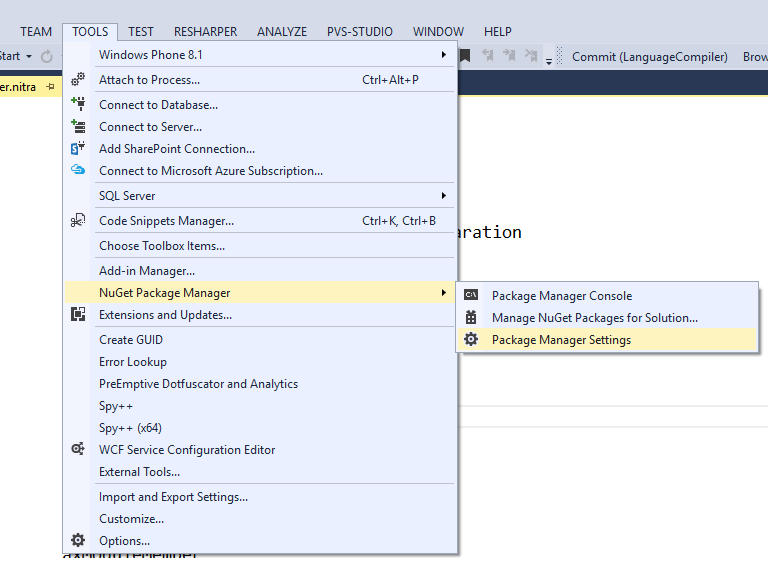 TEAM TOOLS TEST RESHARPER ANALYZE PVS-STUDIO WINDOW HELP
Start Commit (LanguageCompiler) Brow
er.nitra
Windows Phone 8.1
Attach to Process... Ctrl+Alt+P
Connect to Database...
Connect to Server...
Add SharePoint Connection...
Connect to Microsoft Azure Subscription...
SQL Server
Code Snippets Manager... Ctrl+K, Ctrl+B
aration
Choose Toolbox Items...
Add-in Manager...
NuGet Package Manager
Package Manager Console
Extensions and Updates...
Manage NuGet Packages for Solution...
Create GUID
Package Manager Settings
Error Lookup
PreEmptive Dotfuscator and Analytics
Spy++
Spy++ (x64)
WCF Service Configuration Editor
External Tools...
Import and Export Settings...
Customize...
Options...